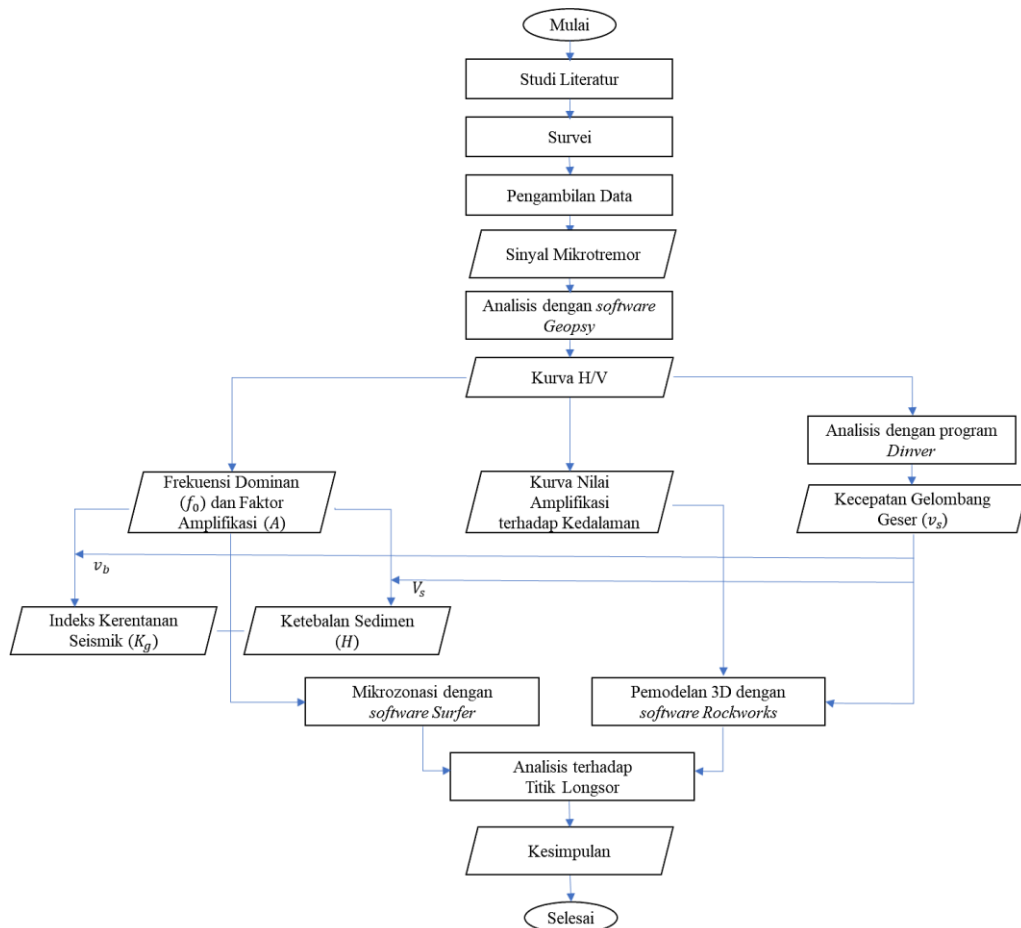 Mulai
Studi Literatur
Survei
Pengambilan Data
Sinyal Mikrotremor
Analisis dengan software
Geopsy
Kurva H/V
Analisis dengan program
Dinver
Frekuensi Dominan
(f₀) dan Faktor
Amplifikasi (A)
Kurva Nilai
Amplifikasi
terhadap Kedalaman
Kecepatan Gelombang
Geser (vₛ)
v_b
Vₛ
Indeks Kerentanan
Seismik (K_g)
Ketebalan Sedimen
(H)
Mikrozonasi dengan
software Surfer
Pemodelan 3D dengan
software Rockworks
Analisis terhadap
Titik Longsor
Kesimpulan
Selesai